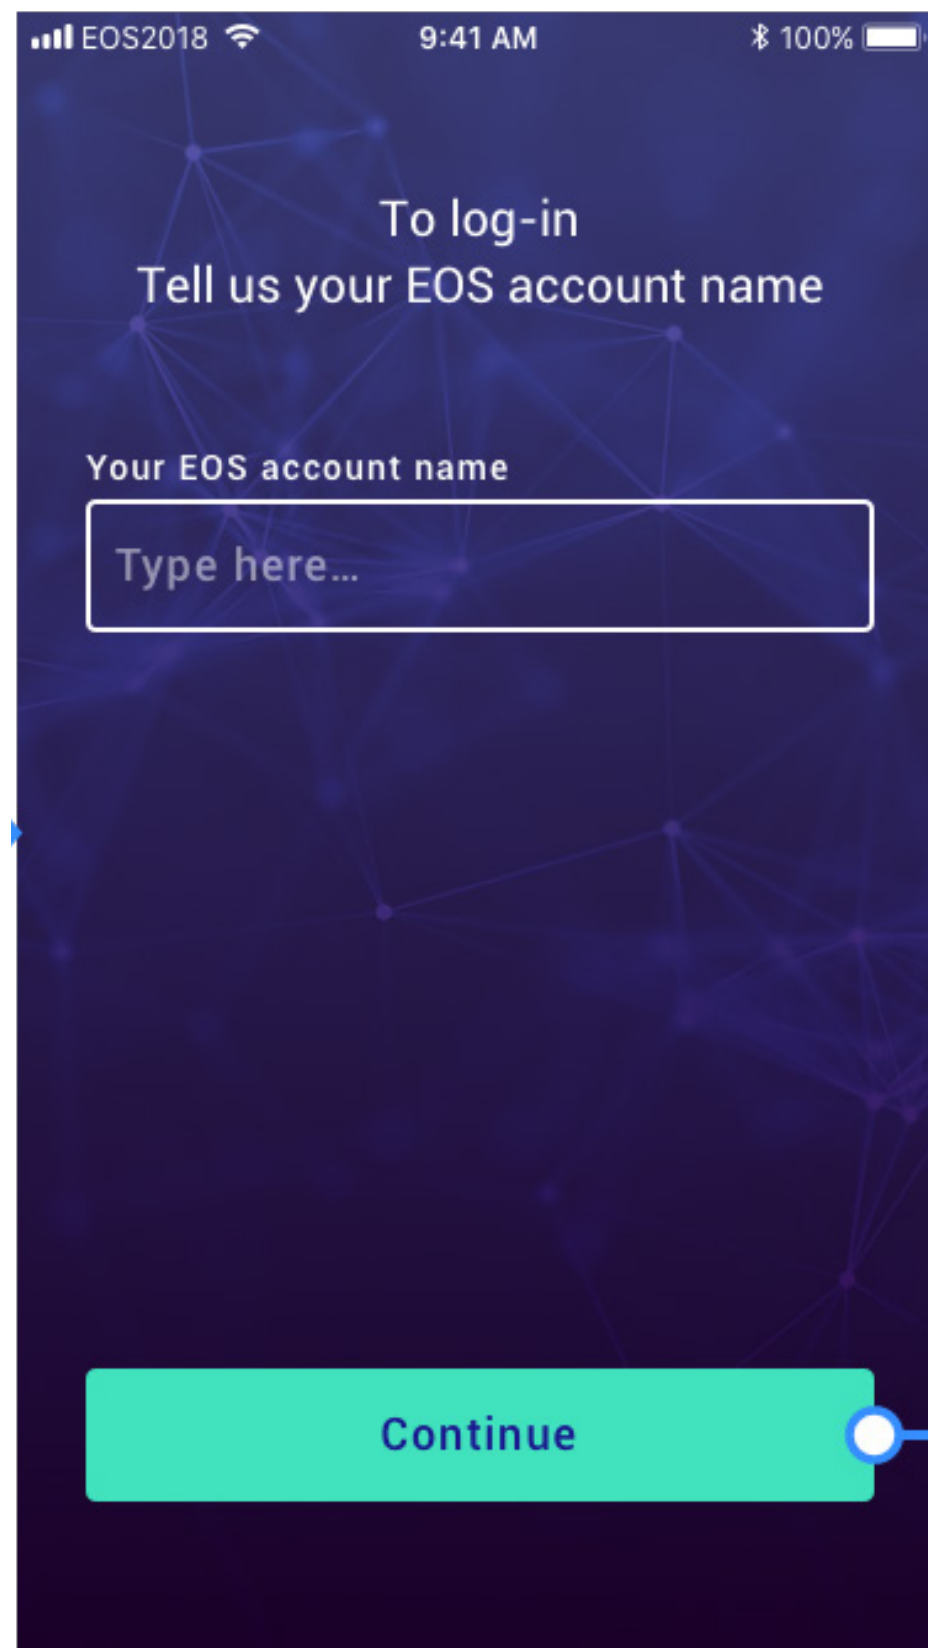 EOS2018 9:41 AM 100%
To log-in
Tell us your EOS account name
Your EOS account name
Type here...
Continue